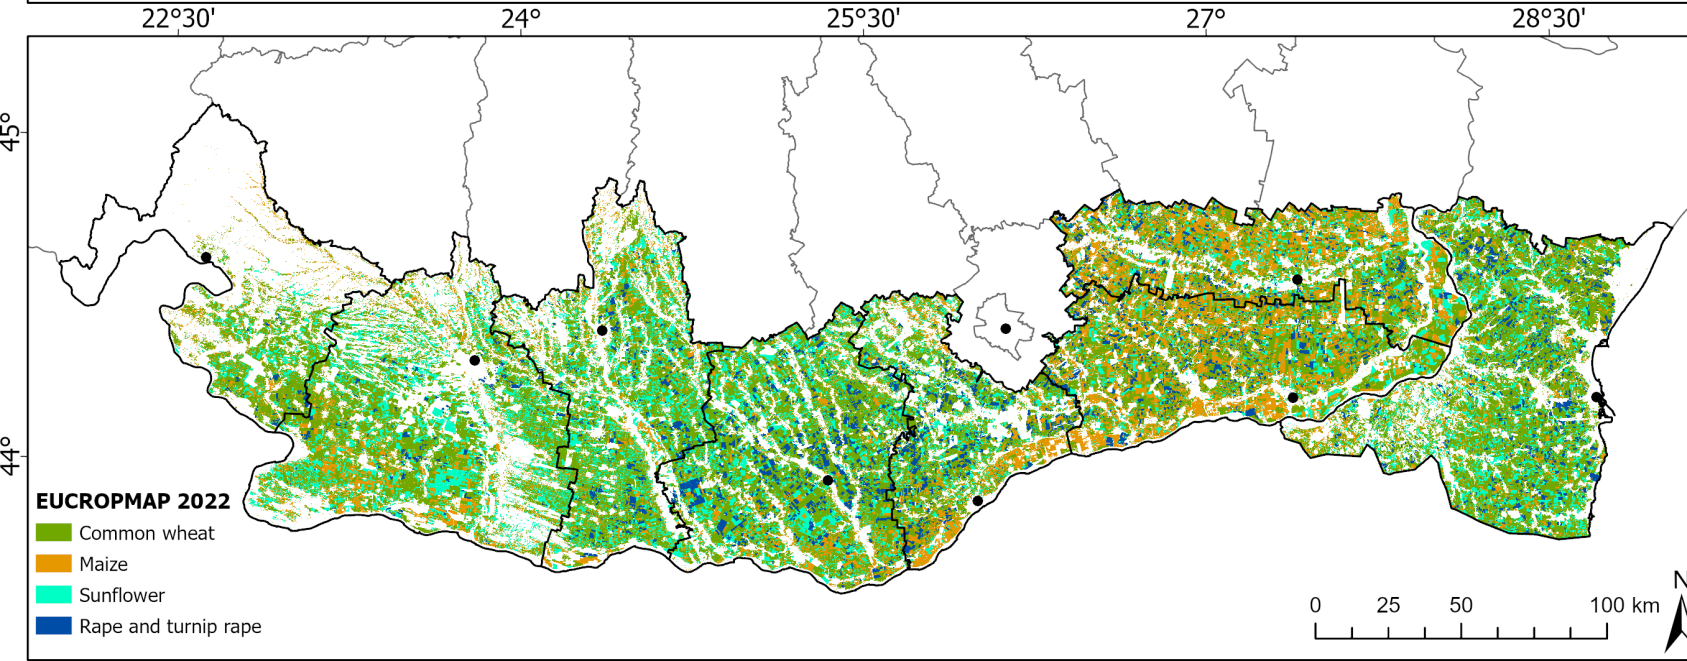 22°30' 24° 25°30' 27° 28°30'
45°
44°
EUCROPMAP 2022
Common wheat
Maize
Sunflower
Rape and turnip rape
0 25 50 100 km
N